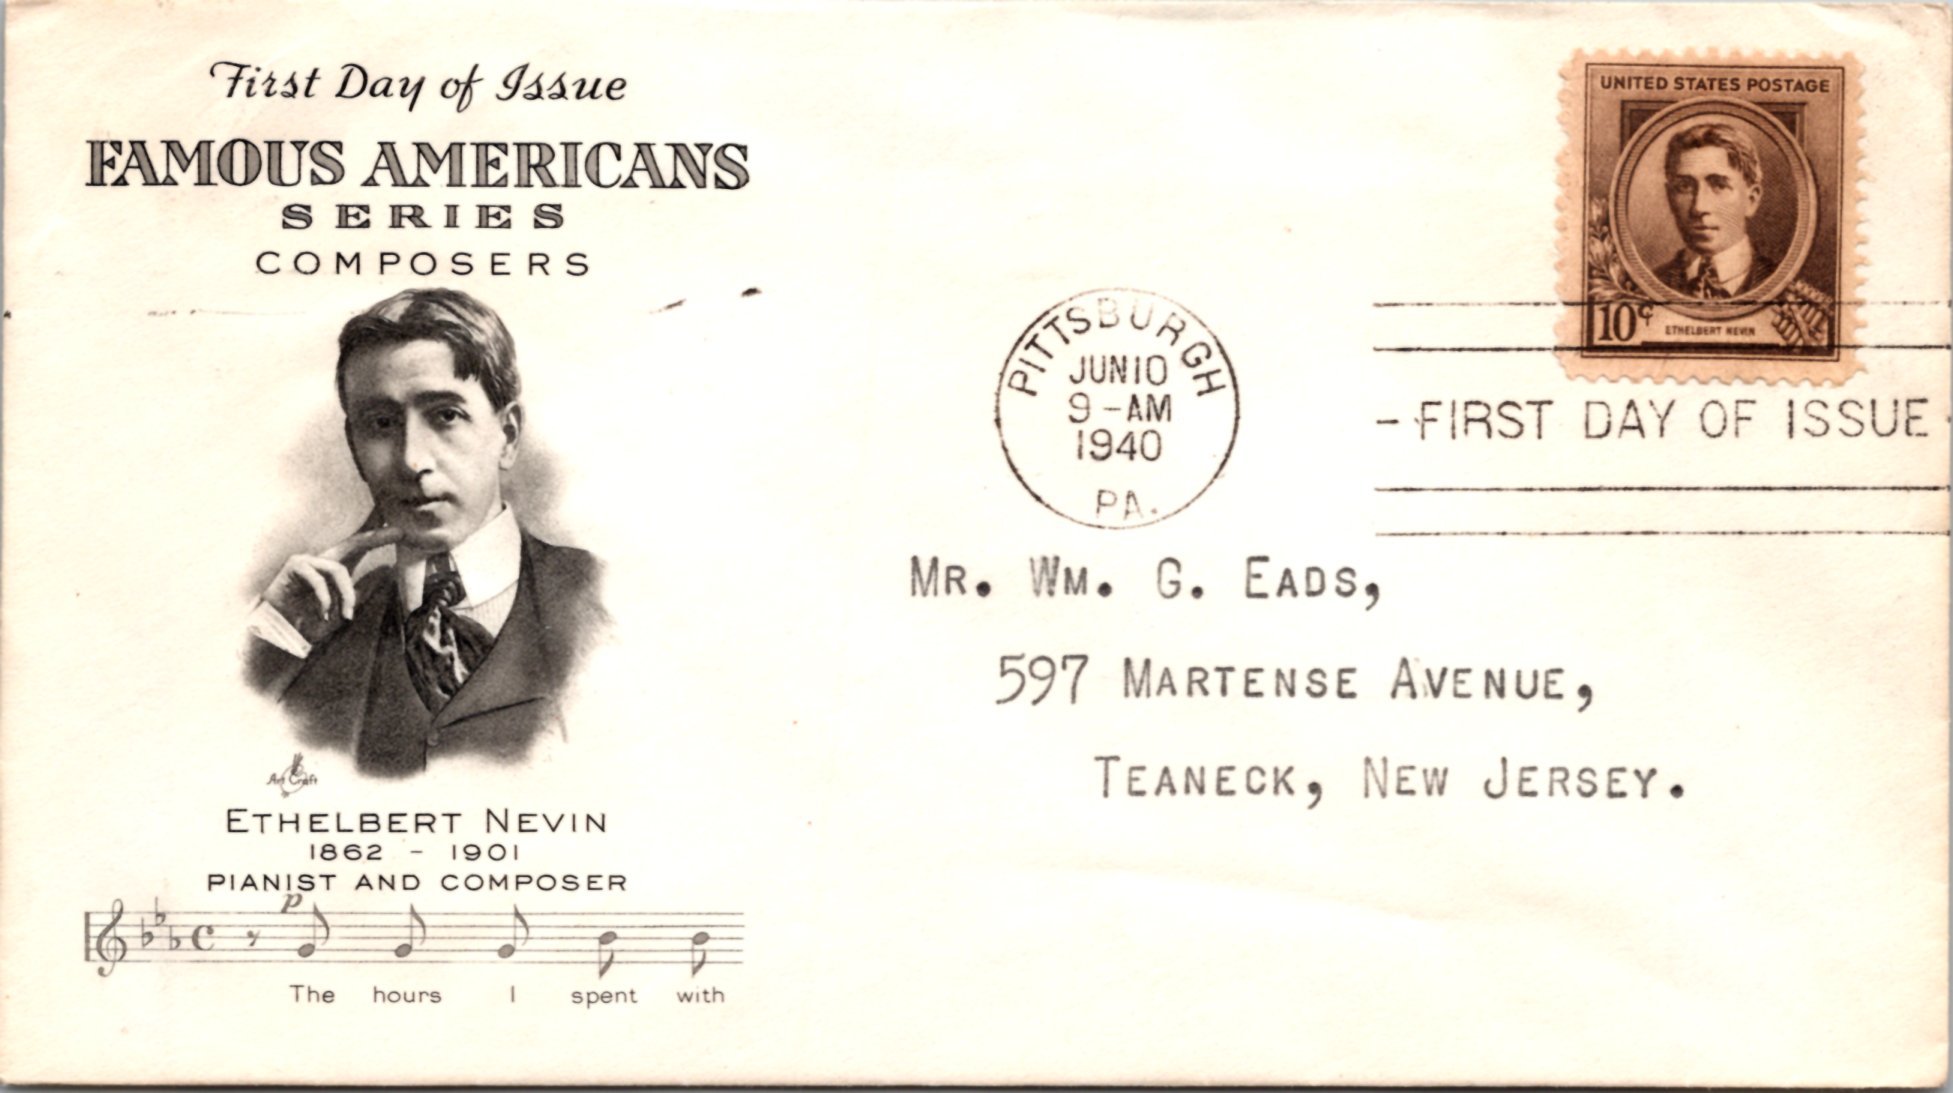 First Day of Issue
FAMOUS AMERICANS
SERIES
COMPOSERS
Art Craft
ETHELBERT NEVIN
1862 - 1901
PIANIST AND COMPOSER
p
The hours I spent with
UNITED STATES POSTAGE
10¢ ETHELBERT NEVIN
PITTSBURGH
JUN 10
9-AM
1940
PA.
- FIRST DAY OF ISSUE -
MR. WM. G. EADS,
597 MARTENSE AVENUE,
TEANECK, NEW JERSEY.